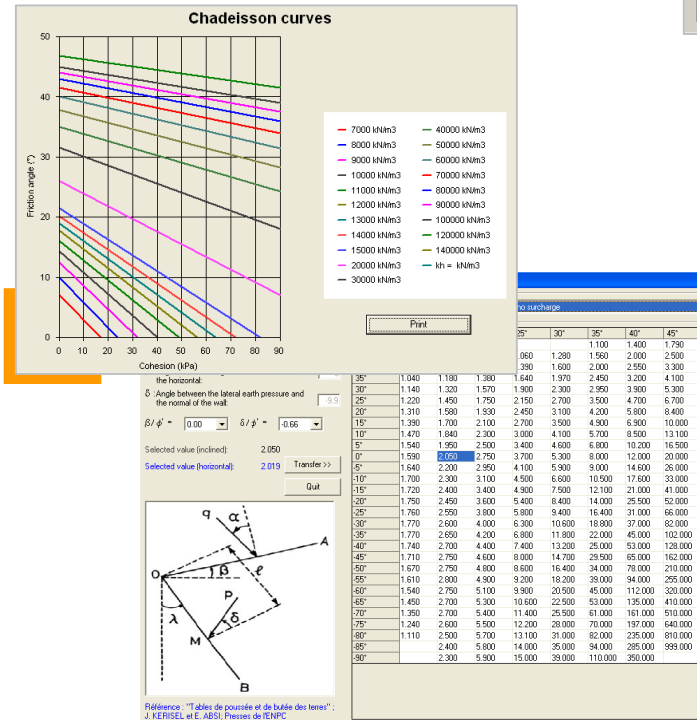 Chadeisson curves
50
40
30
20
10
0
Friction angle (°)
0 10 20 30 40 50 60 70 80 90
Cohesion (kPa)
7000 kN/m3 40000 kN/m3
8000 kN/m3 50000 kN/m3
9000 kN/m3 60000 kN/m3
10000 kN/m3 70000 kN/m3
11000 kN/m3 80000 kN/m3
12000 kN/m3 90000 kN/m3
13000 kN/m3 100000 kN/m3
14000 kN/m3 120000 kN/m3
15000 kN/m3 140000 kN/m3
20000 kN/m3 kh = kN/m3
30000 kN/m3
Print
no surcharge
25° 30° 35° 40° 45°
1.100 1.400 1.790
.060 1.280 1.560 2.000 2.500
.390 1.600 2.000 2.550 3.300
35° 1.040 1.180 1.380 1.640 1.970 2.450 3.200 4.100
30° 1.140 1.320 1.570 1.900 2.300 2.950 3.900 5.300
25° 1.220 1.450 1.750 2.150 2.700 3.500 4.700 6.700
20° 1.310 1.580 1.930 2.450 3.100 4.200 5.800 8.400
15° 1.390 1.700 2.100 2.700 3.500 4.900 6.900 10.000
10° 1.470 1.840 2.300 3.000 4.100 5.700 8.500 13.100
5° 1.540 1.950 2.500 3.400 4.600 6.800 10.200 16.500
0° 1.590 2.050 2.750 3.700 5.300 8.000 12.000 20.000
-5° 1.640 2.200 2.950 4.100 5.900 9.000 14.600 26.000
-10° 1.700 2.300 3.100 4.500 6.600 10.500 17.600 33.000
-15° 1.720 2.400 3.400 4.900 7.500 12.100 21.000 41.000
-20° 1.750 2.450 3.600 5.400 8.400 14.000 25.500 52.000
-25° 1.760 2.550 3.800 5.800 9.400 16.400 31.000 66.000
-30° 1.770 2.600 4.000 6.300 10.600 18.800 37.000 82.000
-35° 1.770 2.650 4.200 6.800 11.800 22.000 45.000 102.000
-40° 1.740 2.700 4.400 7.400 13.200 25.000 53.000 128.000
-45° 1.710 2.750 4.600 8.000 14.700 29.500 65.000 162.000
-50° 1.670 2.750 4.800 8.600 16.400 34.000 78.000 210.000
-55° 1.610 2.800 4.900 9.200 18.200 39.000 94.000 255.000
-60° 1.540 2.750 5.100 9.900 20.500 45.000 112.000 320.000
-65° 1.450 2.700 5.300 10.600 22.500 53.000 135.000 410.000
-70° 1.350 2.700 5.400 11.400 25.500 61.000 161.000 510.000
-75° 1.240 2.600 5.500 12.200 28.000 70.000 197.000 640.000
-80° 1.110 2.500 5.700 13.100 31.000 82.000 235.000 810.000
-85° 2.400 5.800 14.000 35.000 94.000 285.000 999.000
-90° 2.300 5.900 15.000 39.000 110.000 350.000
the horizontal:
δ :Angle between the lateral earth pressure and
the normal of the wall: -9.9
β/ φ' = 0.00 δ / φ' = -0.66
Selected value (inclined): 2.050
Selected value (horizontal): 2.019 Transfer >>
Quit
q α A
O β ℓ
P
λ M δ
B
Référence : "Tables de poussée et de butée des terres" ;
J. KERISEL et E. ABSI; Presses de l'ENPC